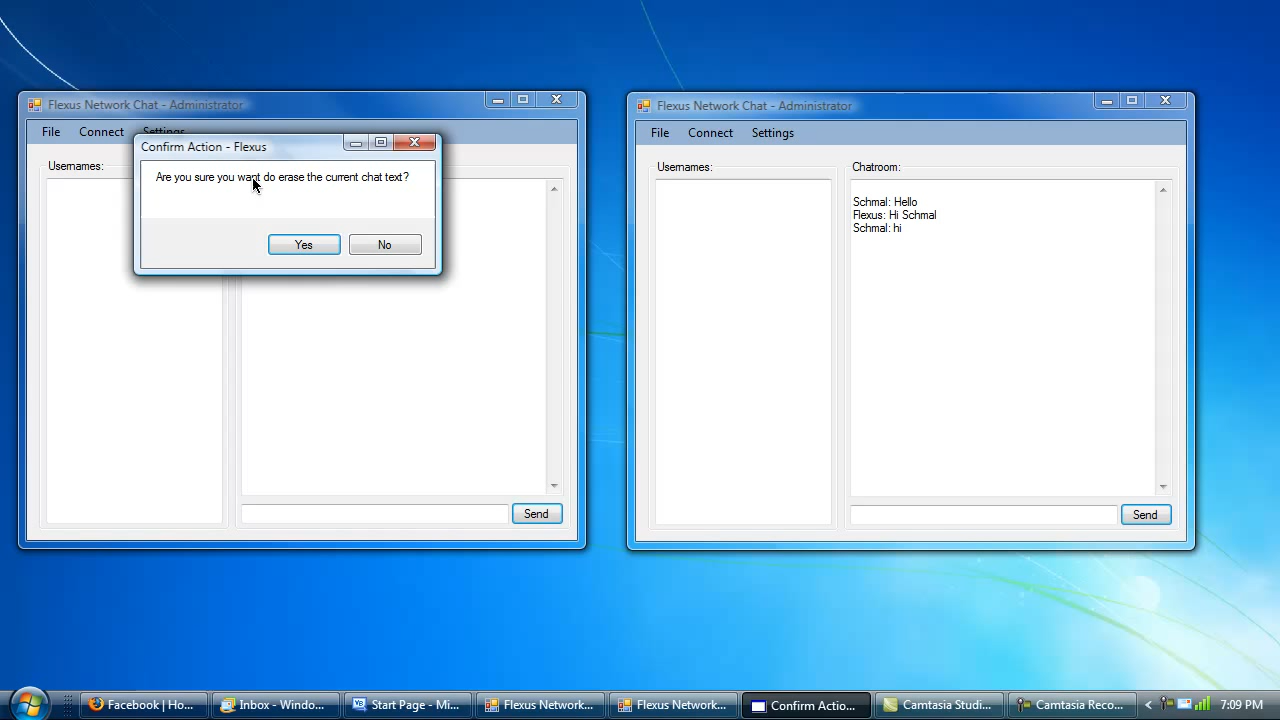 Flexus Network Chat - Administrator
File Connect Settings
Confirm Action - Flexus
Are you sure you want do erase the current chat text?
Yes No
Usernames:
Send
Flexus Network Chat - Administrator
File Connect Settings
Usernames:
Chatroom:
Schmal: Hello
Flexus: Hi Schmal
Schmal: hi
Send
Facebook | Ho...
Inbox - Windo...
Start Page - Mi...
Flexus Network...
Flexus Network...
Confirm Actio...
Camtasia Studi...
Camtasia Reco...
7:09 PM